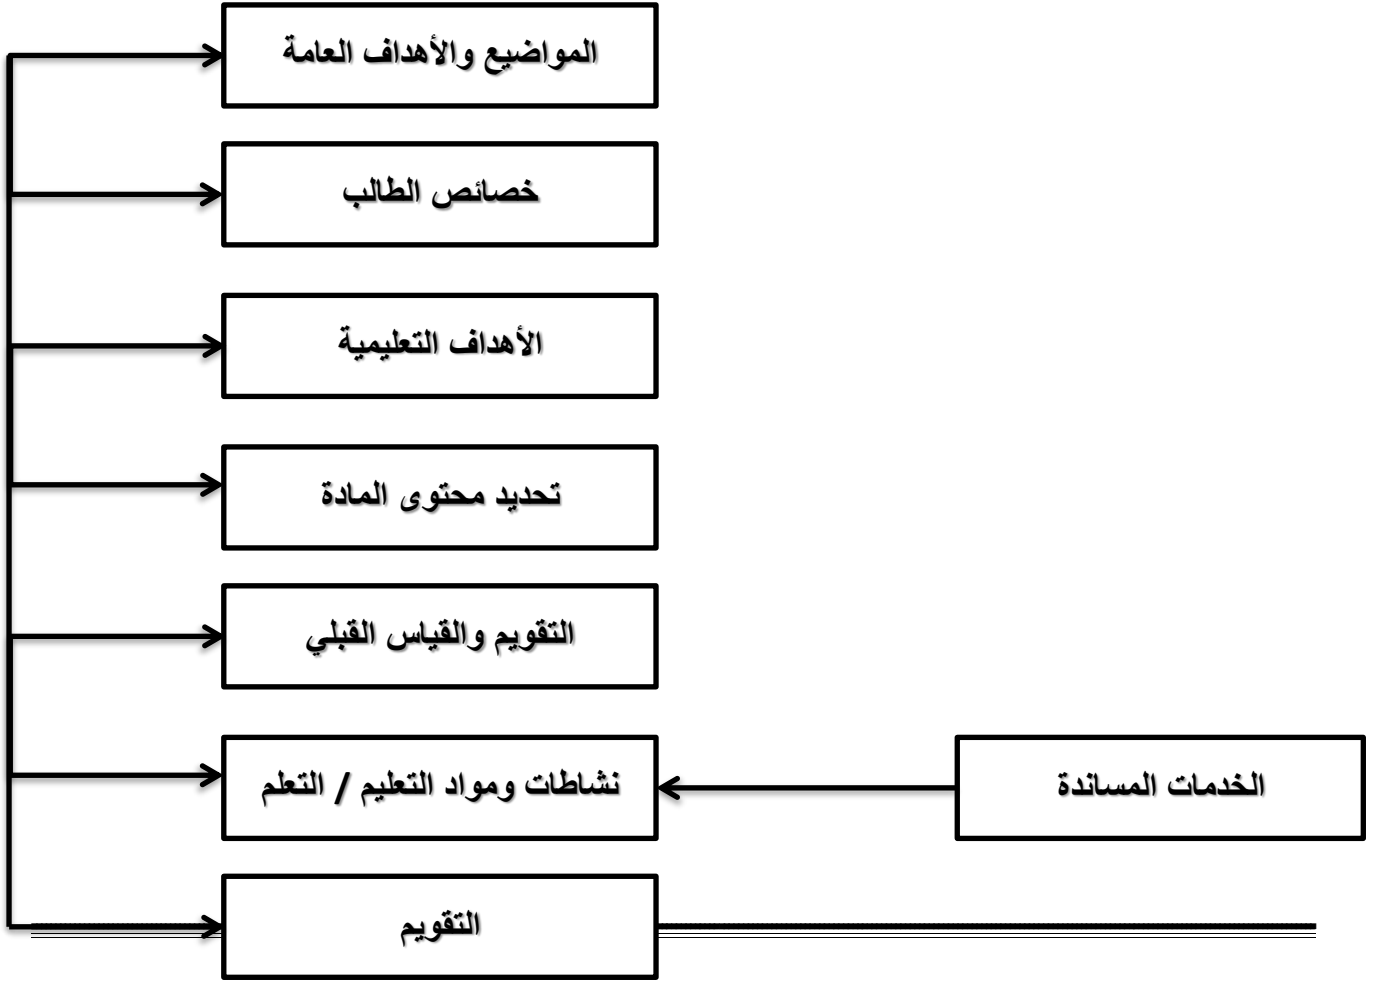 المواضيع والأهداف العامة
خصائص الطالب
الأهداف التعليمية
تحديد محتوى المادة
التقويم والقياس القبلي
نشاطات ومواد التعليم / التعلم
الخدمات المساندة
التقويم